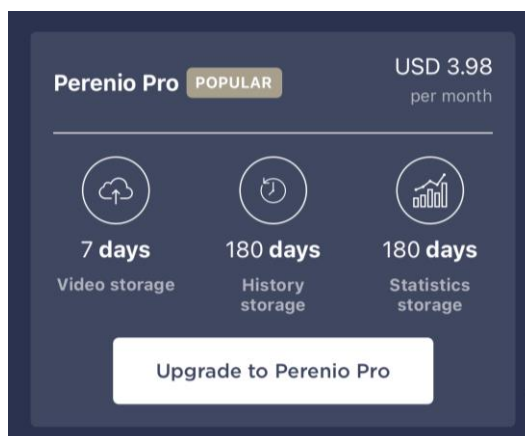 Perenio Pro POPULAR
USD 3.98
per month
7 days
Video storage
180 days
History
storage
180 days
Statistics
storage
Upgrade to Perenio Pro